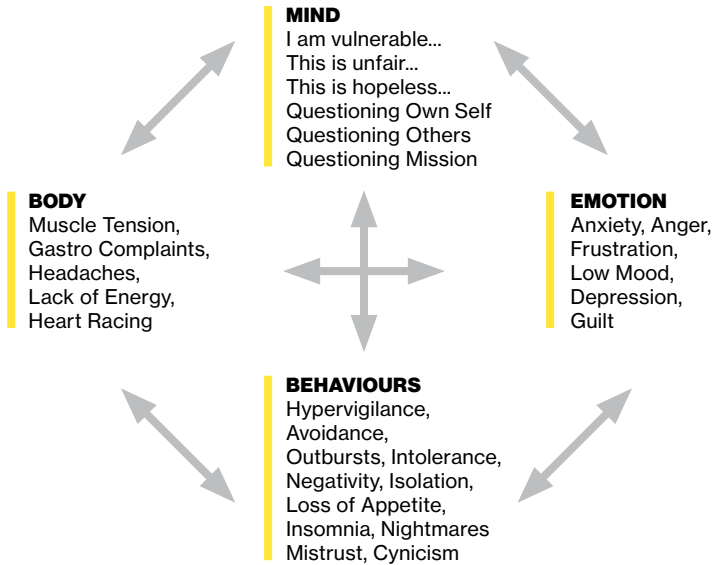 MIND
I am vulnerable...
This is unfair...
This is hopeless...
Questioning Own Self
Questioning Others
Questioning Mission
BODY
Muscle Tension,
Gastro Complaints,
Headaches,
Lack of Energy,
Heart Racing
EMOTION
Anxiety, Anger,
Frustration,
Low Mood,
Depression,
Guilt
BEHAVIOURS
Hypervigilance,
Avoidance,
Outbursts, Intolerance,
Negativity, Isolation,
Loss of Appetite,
Insomnia, Nightmares
Mistrust, Cynicism